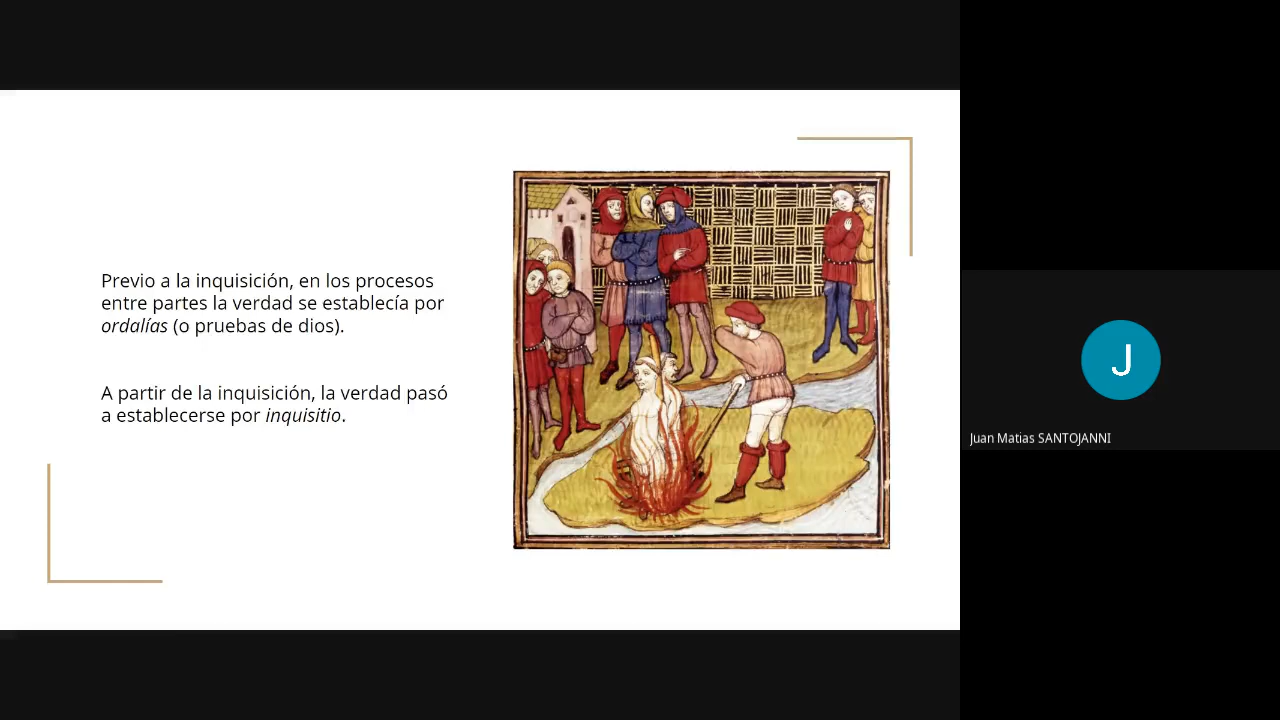 Previo a la inquisición, en los procesos
entre partes la verdad se establecía por
ordalías (o pruebas de dios).
A partir de la inquisición, la verdad pasó
a establecerse por inquisitio.
J
Juan Matias SANTOJANNI